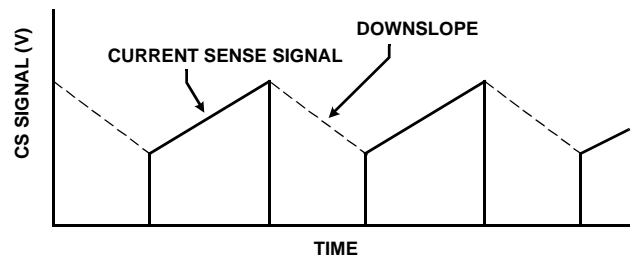 DOWNSLOPE
CURRENT SENSE SIGNAL
CS SIGNAL (V)
TIME